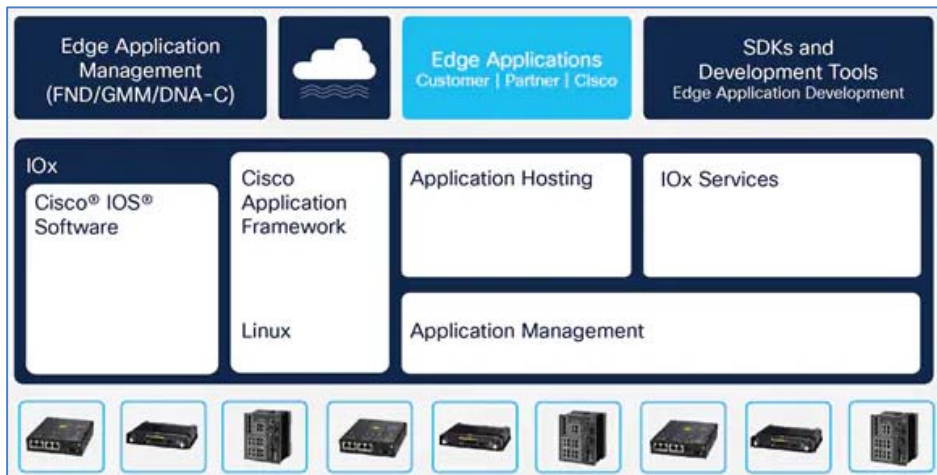 Edge Application
Management
(FND/GMM/DNA-C)
Edge Applications
Customer | Partner | Cisco
SDKs and
Development Tools
Edge Application Development
IOx
Cisco® IOS®
Software
Cisco
Application
Framework
Linux
Application Hosting
IOx Services
Application Management